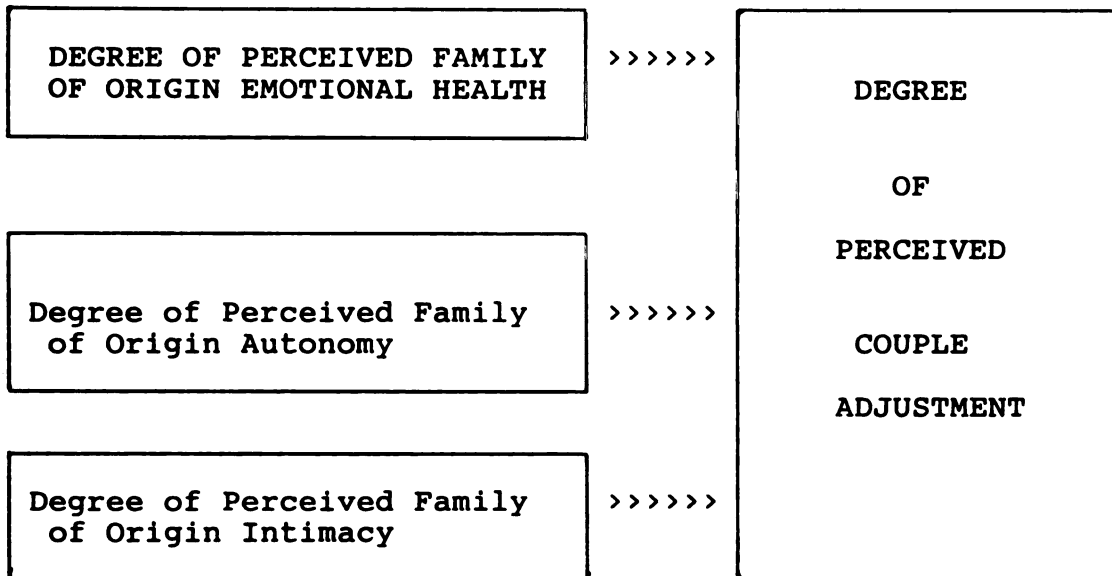 DEGREE OF PERCEIVED FAMILY
OF ORIGIN EMOTIONAL HEALTH
>>>>>>
Degree of Perceived Family
of Origin Autonomy
>>>>>>
Degree of Perceived Family
of Origin Intimacy
>>>>>>
DEGREE
OF
PERCEIVED
COUPLE
ADJUSTMENT